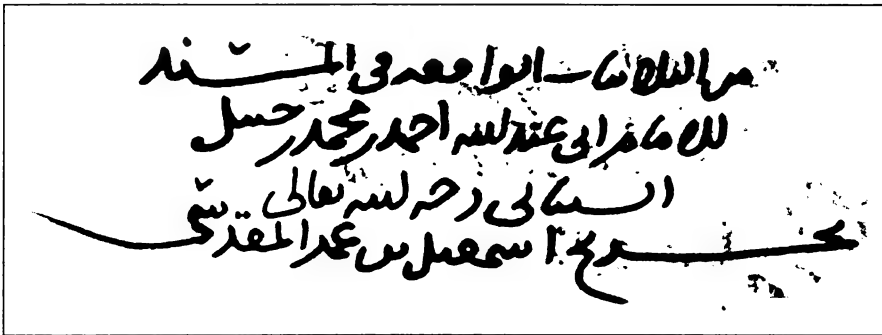 من الثلاثيات الواقعة في المسند
للامام ابي عبد الله احمد بن محمد بن حنبل
الشيباني رحمه الله تعالى
تخريج اسمعيل بن عمر المقدسي